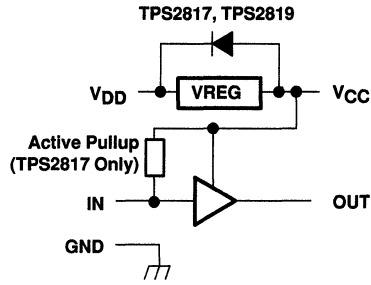 TPS2817, TPS2819
VDD
VREG
VCC
Active Pullup
(TPS2817 Only)
IN
OUT
GND